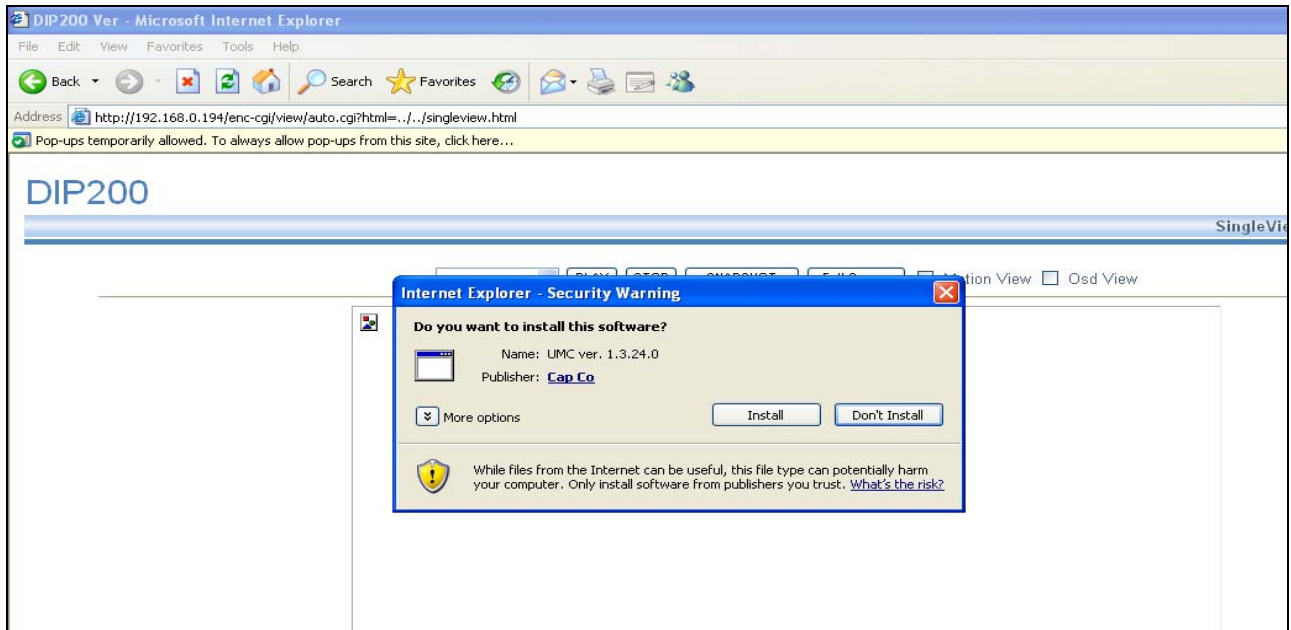 DIP200 Ver - Microsoft Internet Explorer
File Edit View Favorites Tools Help
Back Search Favorites
Address http://192.168.0.194/enc-cgi/view/auto.cgi?html=../../singleview.html
Pop-ups temporarily allowed. To always allow pop-ups from this site, click here...
DIP200
SingleVie
PLAY STOP SNAPSHOT Motion View Osd View
Internet Explorer - Security Warning
Do you want to install this software?
Name: UMC ver. 1.3.24.0
Publisher: Cap Co
More options Install Don't Install
While files from the Internet can be useful, this file type can potentially harm
your computer. Only install software from publishers you trust. What's the risk?